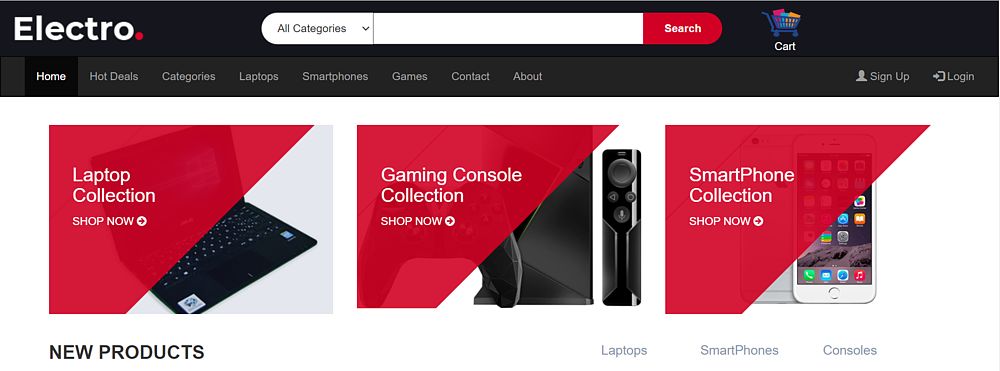 Electro.
All Categories
Search
Cart
Home
Hot Deals
Categories
Laptops
Smartphones
Games
Contact
About
Sign Up
Login
Laptop
Collection
SHOP NOW
Gaming Console
Collection
SHOP NOW
SmartPhone
Collection
SHOP NOW
NEW PRODUCTS
Laptops
SmartPhones
Consoles